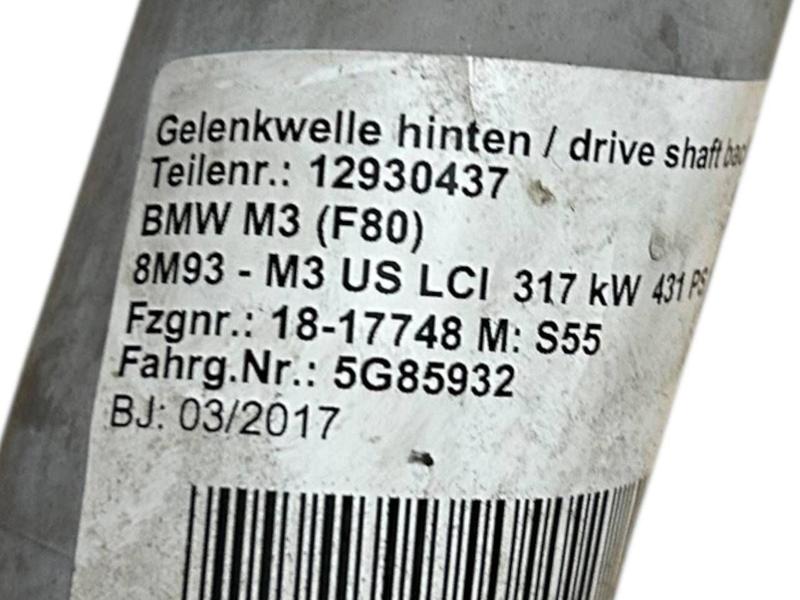 Gelenkwelle hinten / drive shaft
Teilenr.: 12930437
BMW M3 (F80)
8M93 - M3 US LCI 317 kW 431 PS
Fzgnr.: 18-17748 M: S55
Fahrg.Nr.: 5G85932
BJ: 03/2017